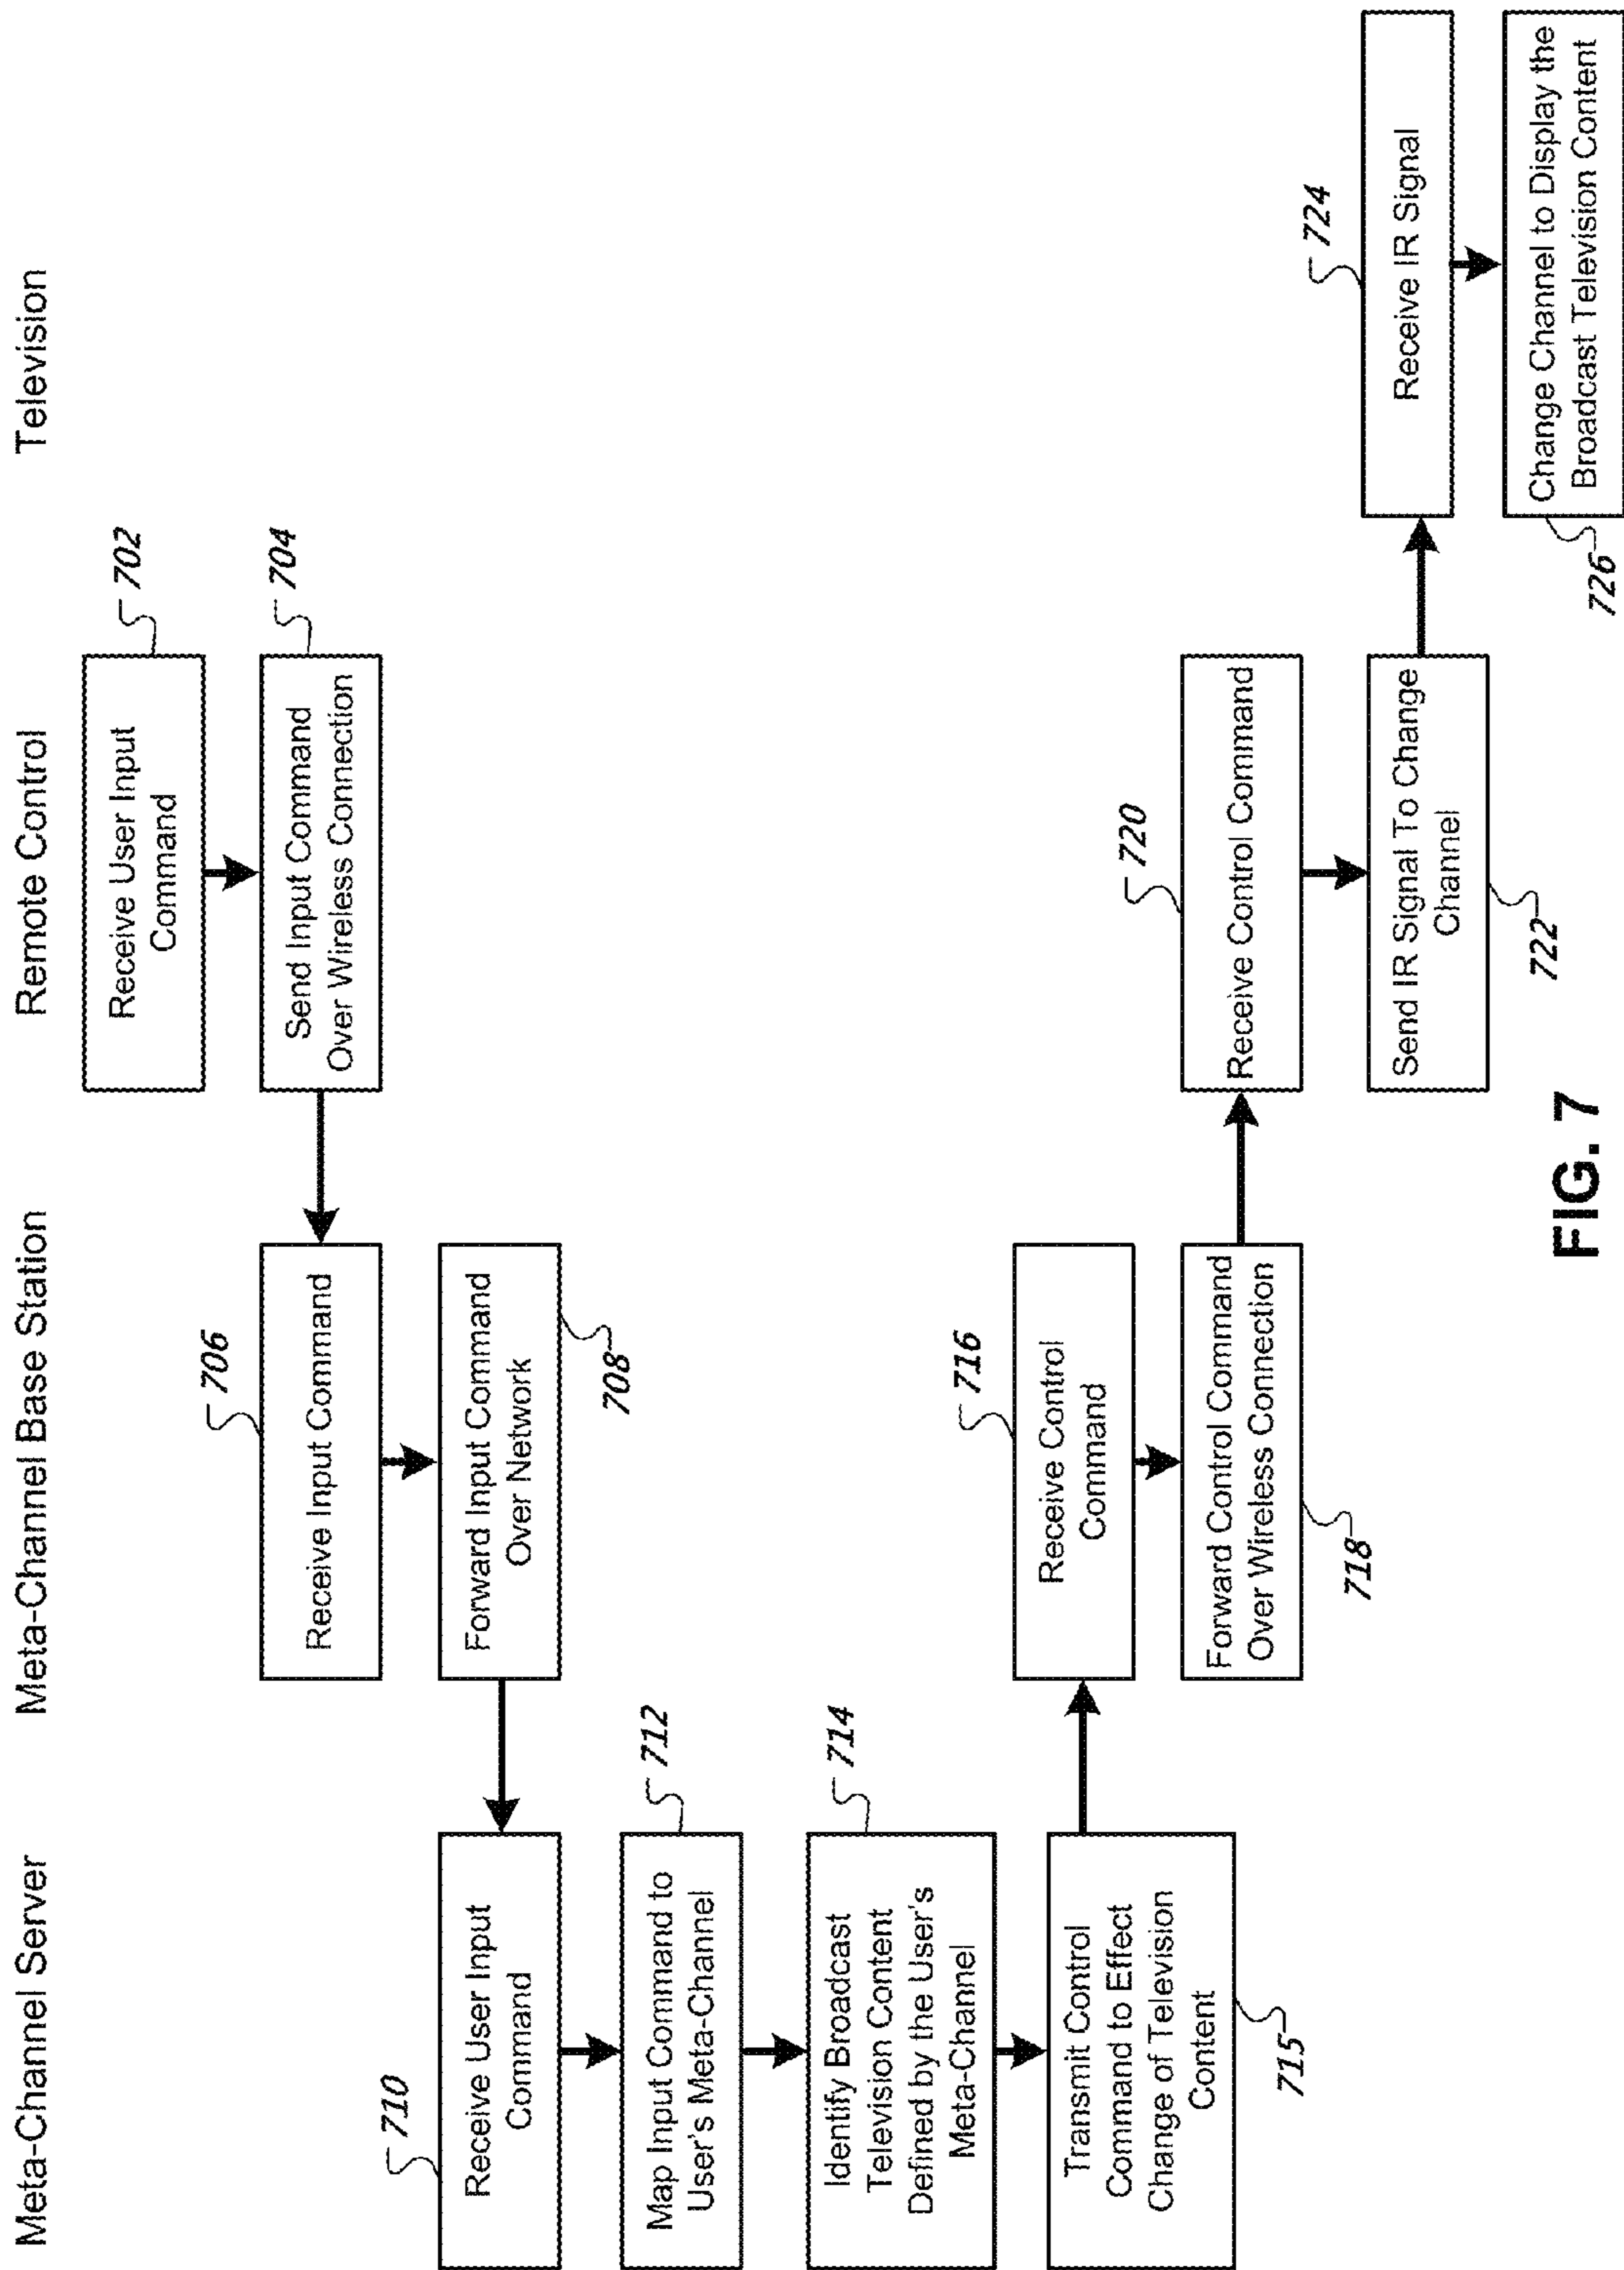 Meta-Channel Server
Meta-Channel Base Station
Remote Control
Television
Receive User Input
Command
702
Send Input Command
Over Wireless Connection
704
706
Receive Input Command
Forward Input Command
Over Network
708
710
Receive User Input
Command
712
Map Input Command to
User's Meta-Channel
714
Identify Broadcast
Television Content
Defined by the User's
Meta-Channel
Transmit Control
Command to Effect
Change of Television
Content
715
716
Receive Control
Command
Forward Control Command
Over Wireless Connection
718
720
Receive Control Command
Send IR Signal To Change
Channel
722
724
Receive IR Signal
Change Channel to Display the
Broadcast Television Content
726
FIG. 7